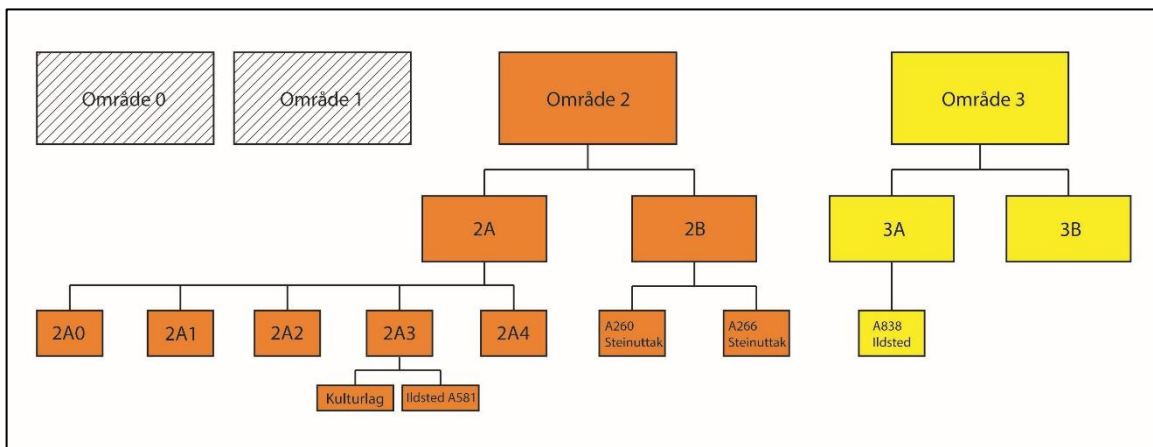 Område 0
Område 1
Område 2
Område 3
2A
2B
3A
3B
2A0
2A1
2A2
2A3
2A4
A260
Steinuttak
A266
Steinuttak
A838
Ildsted
Kulturlag
Ildsted A581